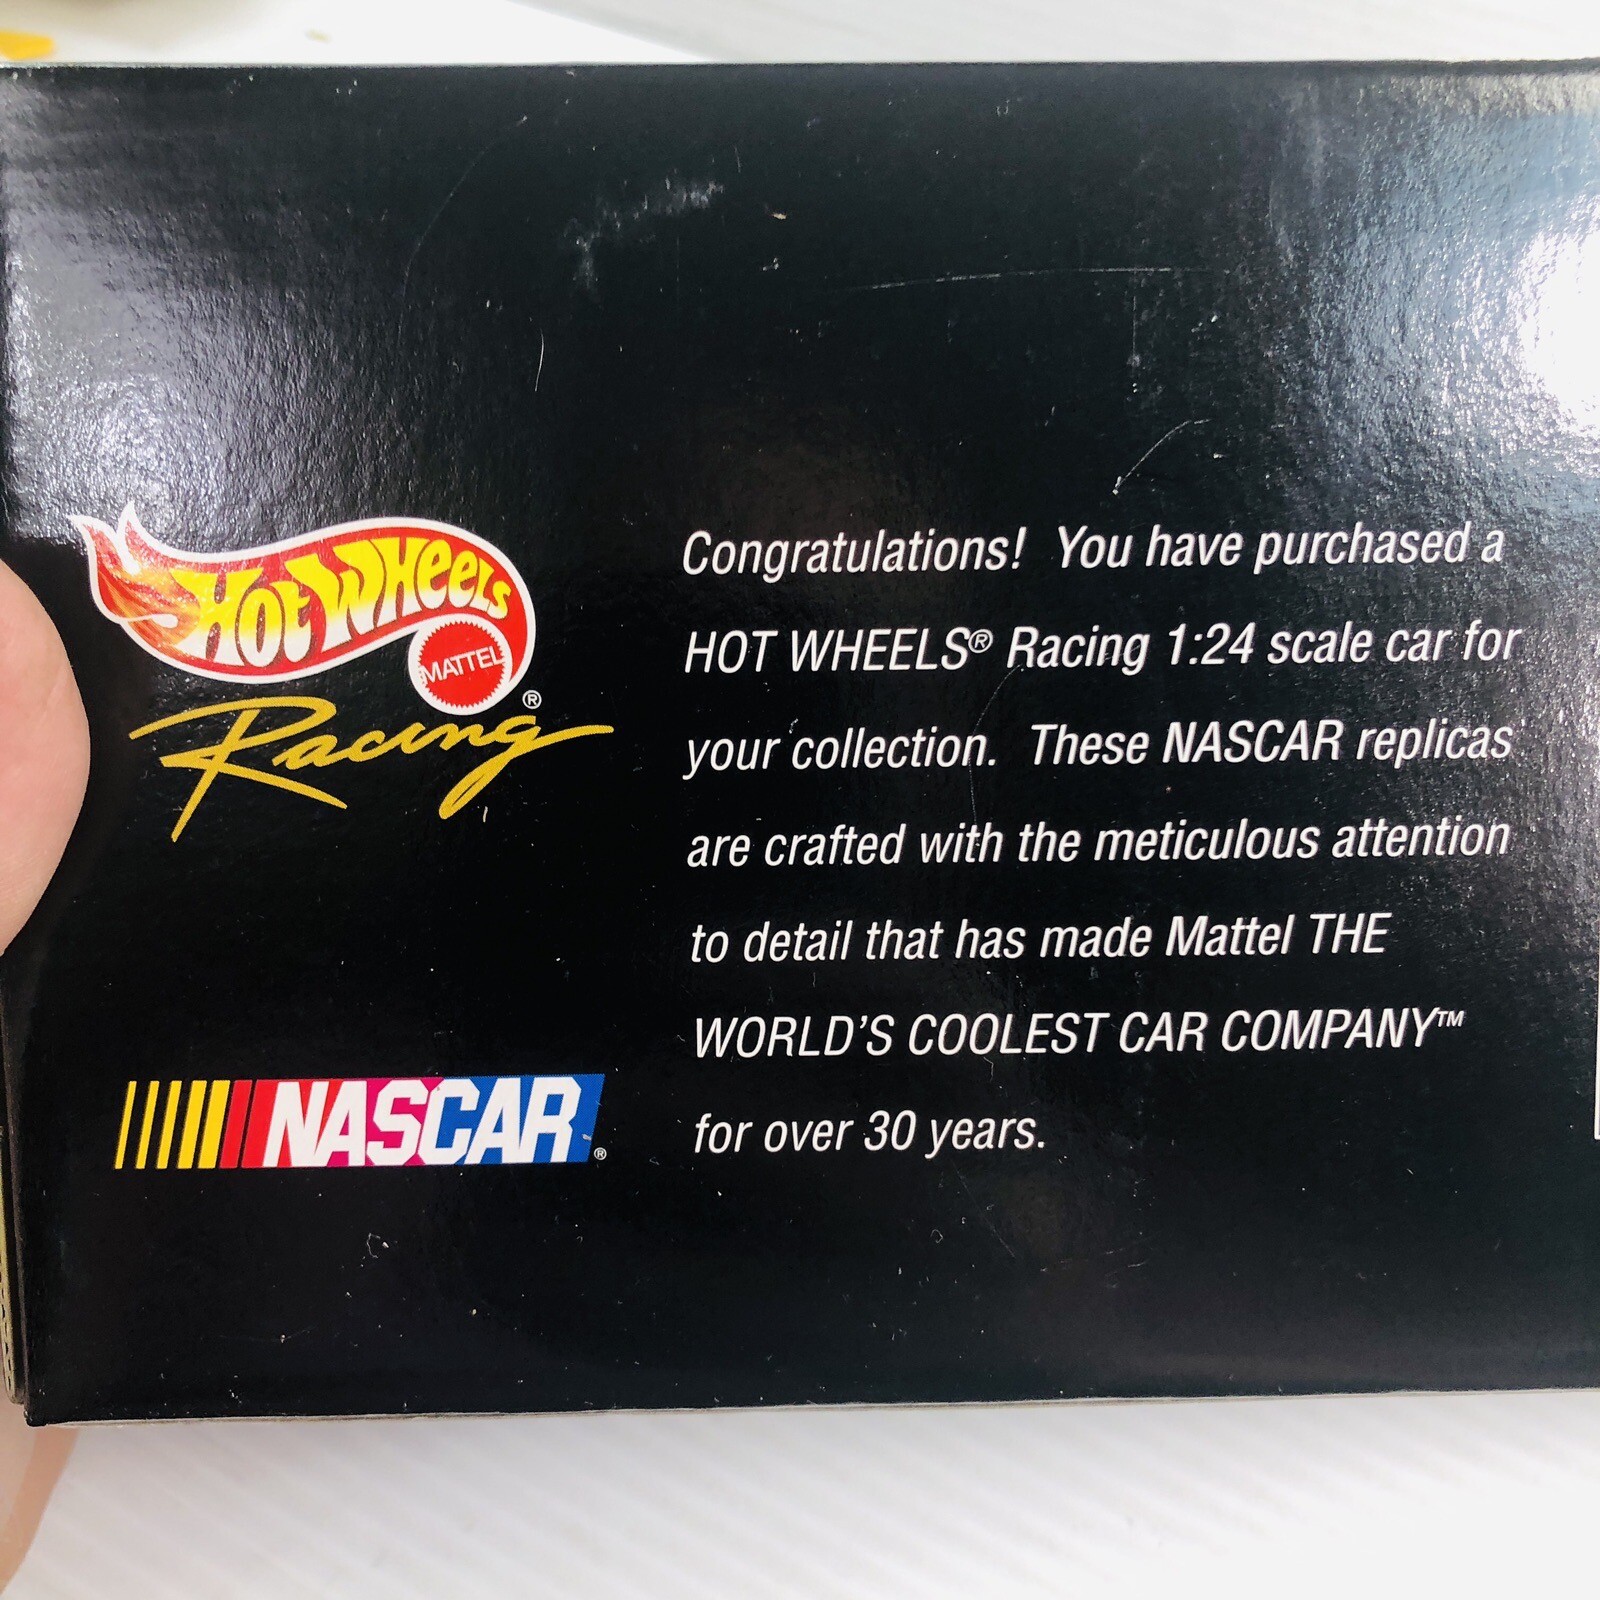 HOT WHEELS
MATTEL
®
Racing
NASCAR®
Congratulations! You have purchased a
HOT WHEELS® Racing 1:24 scale car for
your collection. These NASCAR replicas
are crafted with the meticulous attention
to detail that has made Mattel THE
WORLD'S COOLEST CAR COMPANY™
for over 30 years.